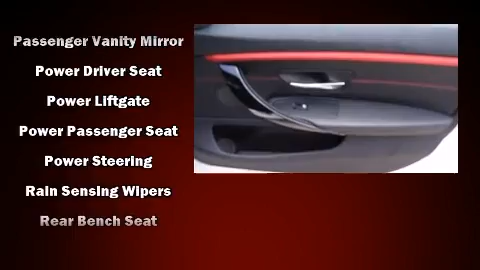 Passenger Vanity Mirror
Power Driver Seat
Power Liftgate
Power Passenger Seat
Power Steering
Rain Sensing Wipers
Rear Bench Seat